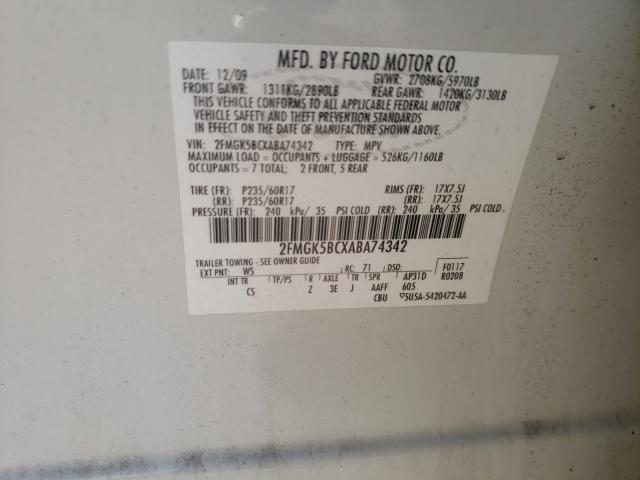 MFD. BY FORD MOTOR CO.
DATE: 12/09 GVWR: 2708KG/5970LB
FRONT GAWR: 1311KG/2890LB REAR GAWR: 1420KG/3130LB
THIS VEHICLE CONFORMS TO ALL APPLICABLE FEDERAL MOTOR
VEHICLE SAFETY AND THEFT PREVENTION STANDARDS
IN EFFECT ON THE DATE OF MANUFACTURE SHOWN ABOVE.
VIN: 2FMGK5BCXABA74342 TYPE: MPV
MAXIMUM LOAD = OCCUPANTS + LUGGAGE = 526KG/1160LB
OCCUPANTS = 7 TOTAL; 2 FRONT, 5 REAR
TIRE (FR): P235/60R17 RIMS (FR): 17X7.5J
(RR): P235/60R17 (RR): 17X7.5J
PRESSURE (FR): 240 kPa/ 35 PSI COLD (RR): 240 kPa/ 35 PSI COLD
2FMGK5BCXABA74342
TRAILER TOWING - SEE OWNER GUIDE
EXT PNT: WS RC: 71 DSO: F0117
INT TR TP/PS R AXLE TR SPR AP31D R0208
CS Z 3E J AAFF 605
CBU 5USA-5420472-AA